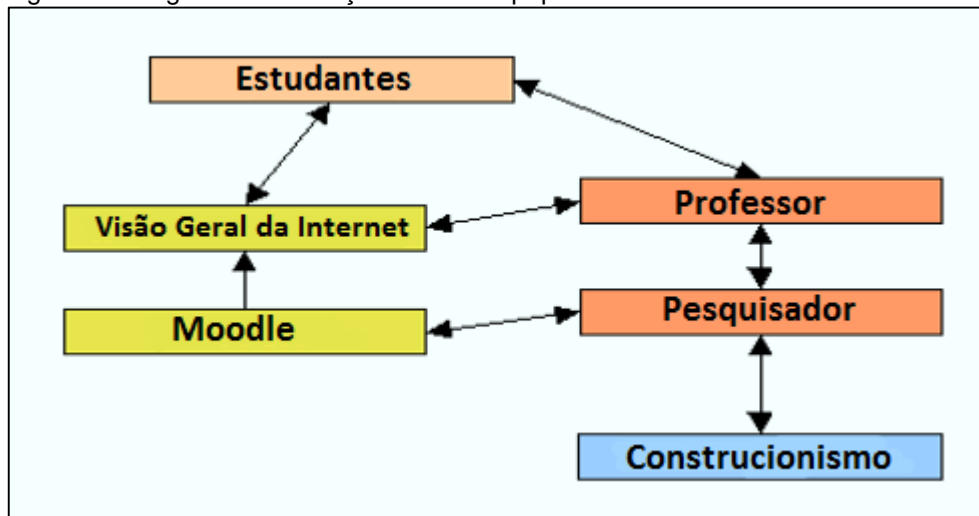 Estudantes
Professor
Visão Geral da Internet
Pesquisador
Moodle
Construcionismo